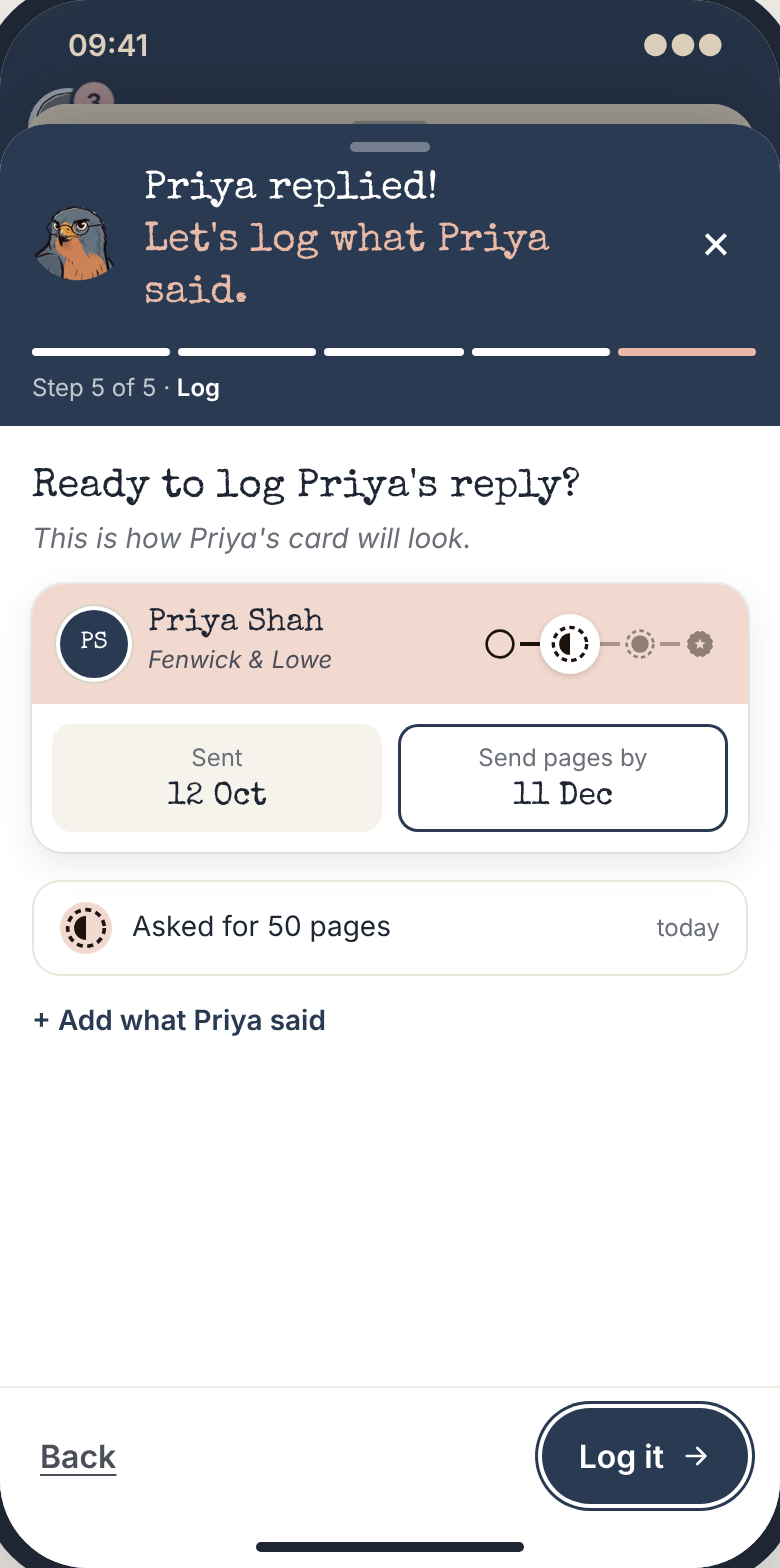 09:41
3
Priya replied!
Let's log what Priya
said.
Step 5 of 5 · Log
Ready to log Priya's reply?
This is how Priya's card will look.
PS
Priya Shah
Fenwick & Lowe
Sent
12 Oct
Send pages by
11 Dec
Asked for 50 pages
today
+ Add what Priya said
Back
Log it →